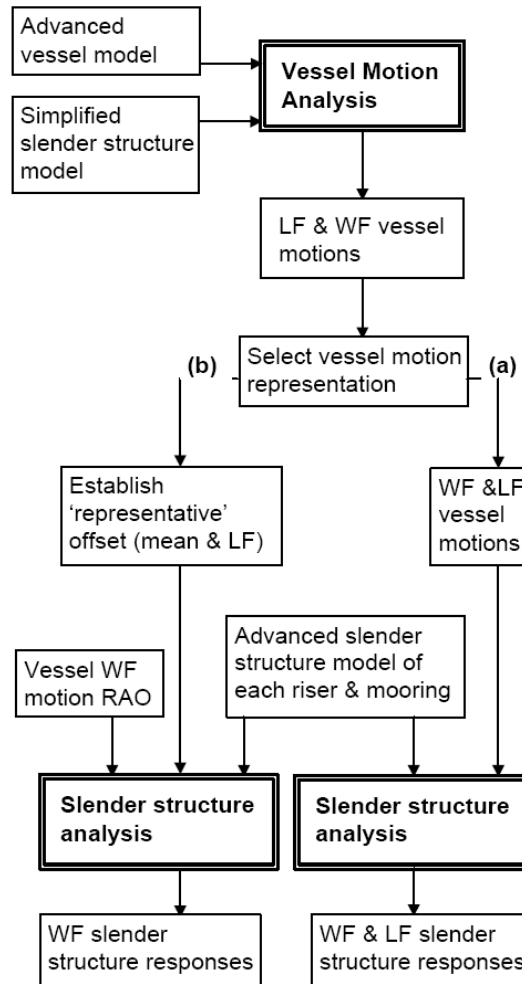 Advanced
vessel model
Vessel Motion
Analysis
Simplified
slender structure
model
LF & WF vessel
motions
Select vessel motion
representation
(b)
(a)
Establish
‘representative’
offset (mean & LF)
WF &LF
vessel
motions
Advanced slender
structure model of
each riser & mooring
Vessel WF
motion RAO
Slender structure
analysis
Slender structure
analysis
WF slender
structure responses
WF & LF slender
structure responses